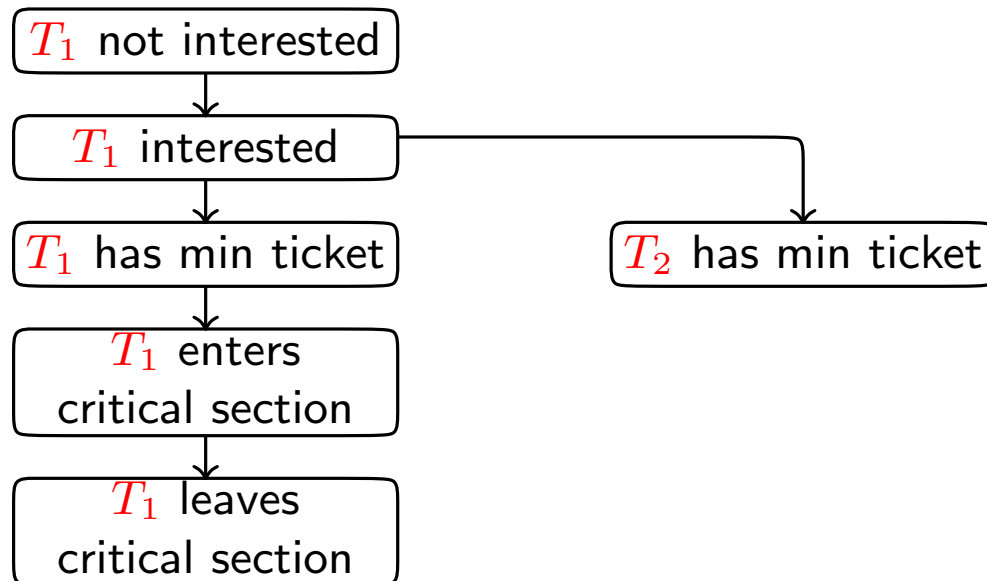 T₁ not interested
T₁ interested
T₁ has min ticket
T₂ has min ticket
T₁ enters
critical section
T₁ leaves
critical section